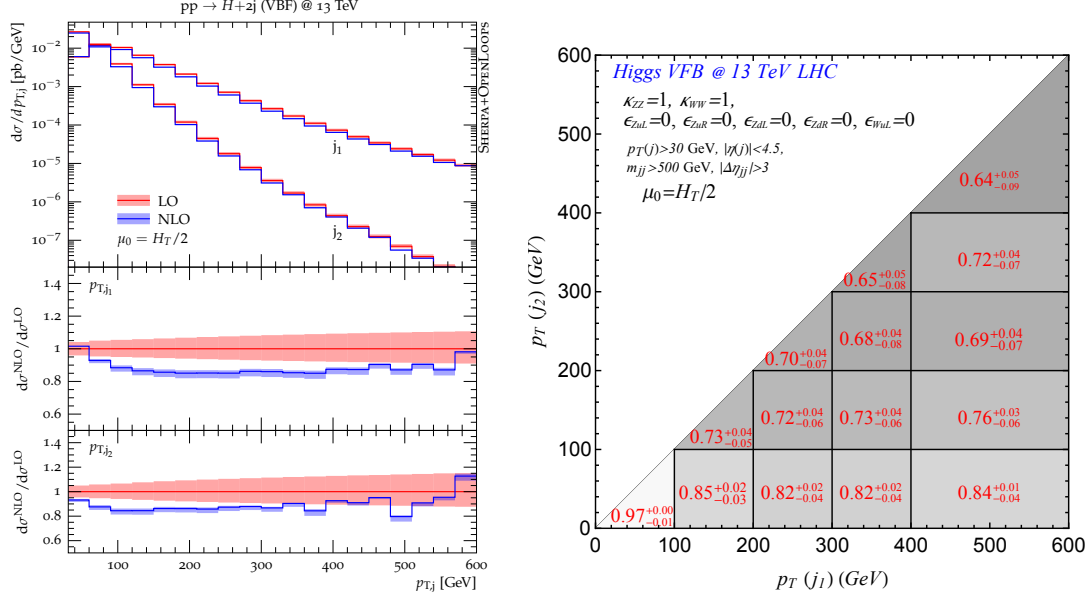 pp → H+2j (VBF) @ 13 TeV
dσ/dp_{T,j} [pb/GeV]
10^{−2}
10^{−3}
10^{−4}
10^{−5}
10^{−6}
10^{−7}
j_1
j_2
LO
NLO
μ_0 = H_T/2
SHERPA+OPENLOOPS
p_{T,j_1}
dσ^{NLO}/dσ^{LO}
1.4
1.2
1
0.8
0.6
p_{T,j_2}
dσ^{NLO}/dσ^{LO}
1.4
1.2
1
0.8
0.6
100 200 300 400 500 600
p_{T,j} [GeV]
Higgs VFB @ 13 TeV LHC
κ_{ZZ}=1, κ_{WW}=1,
ϵ_{ZuL}=0, ϵ_{ZuR}=0, ϵ_{ZdL}=0, ϵ_{ZdR}=0, ϵ_{WuL}=0
p_T(j)>30 GeV, |η(j)|<4.5,
m_{jj}>500 GeV, |Δη_{jj}|>3
μ_0=H_T/2
p_T (j_2) (GeV)
600
500
400
300
200
100
0
0.64^{+0.05}_{−0.09}
0.65^{+0.05}_{−0.08} 0.72^{+0.04}_{−0.07}
0.70^{+0.04}_{−0.07} 0.68^{+0.04}_{−0.08} 0.69^{+0.04}_{−0.07}
0.73^{+0.04}_{−0.05} 0.72^{+0.04}_{−0.06} 0.73^{+0.04}_{−0.06} 0.76^{+0.03}_{−0.06}
0.97^{+0.00}_{−0.01} 0.85^{+0.02}_{−0.03} 0.82^{+0.02}_{−0.04} 0.82^{+0.02}_{−0.04} 0.84^{+0.01}_{−0.04}
0 100 200 300 400 500 600
p_T (j_1) (GeV)